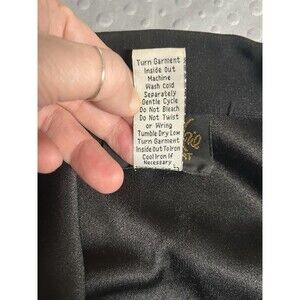 Turn Garment
Inside Out
Machine
Wash Cold
Separately
Gentle Cycle
Do Not Bleach
Do Not Twist
or Wring
Tumble Dry Low
Turn Garment
Inside Out To Iron
Cool Iron If
Necessary